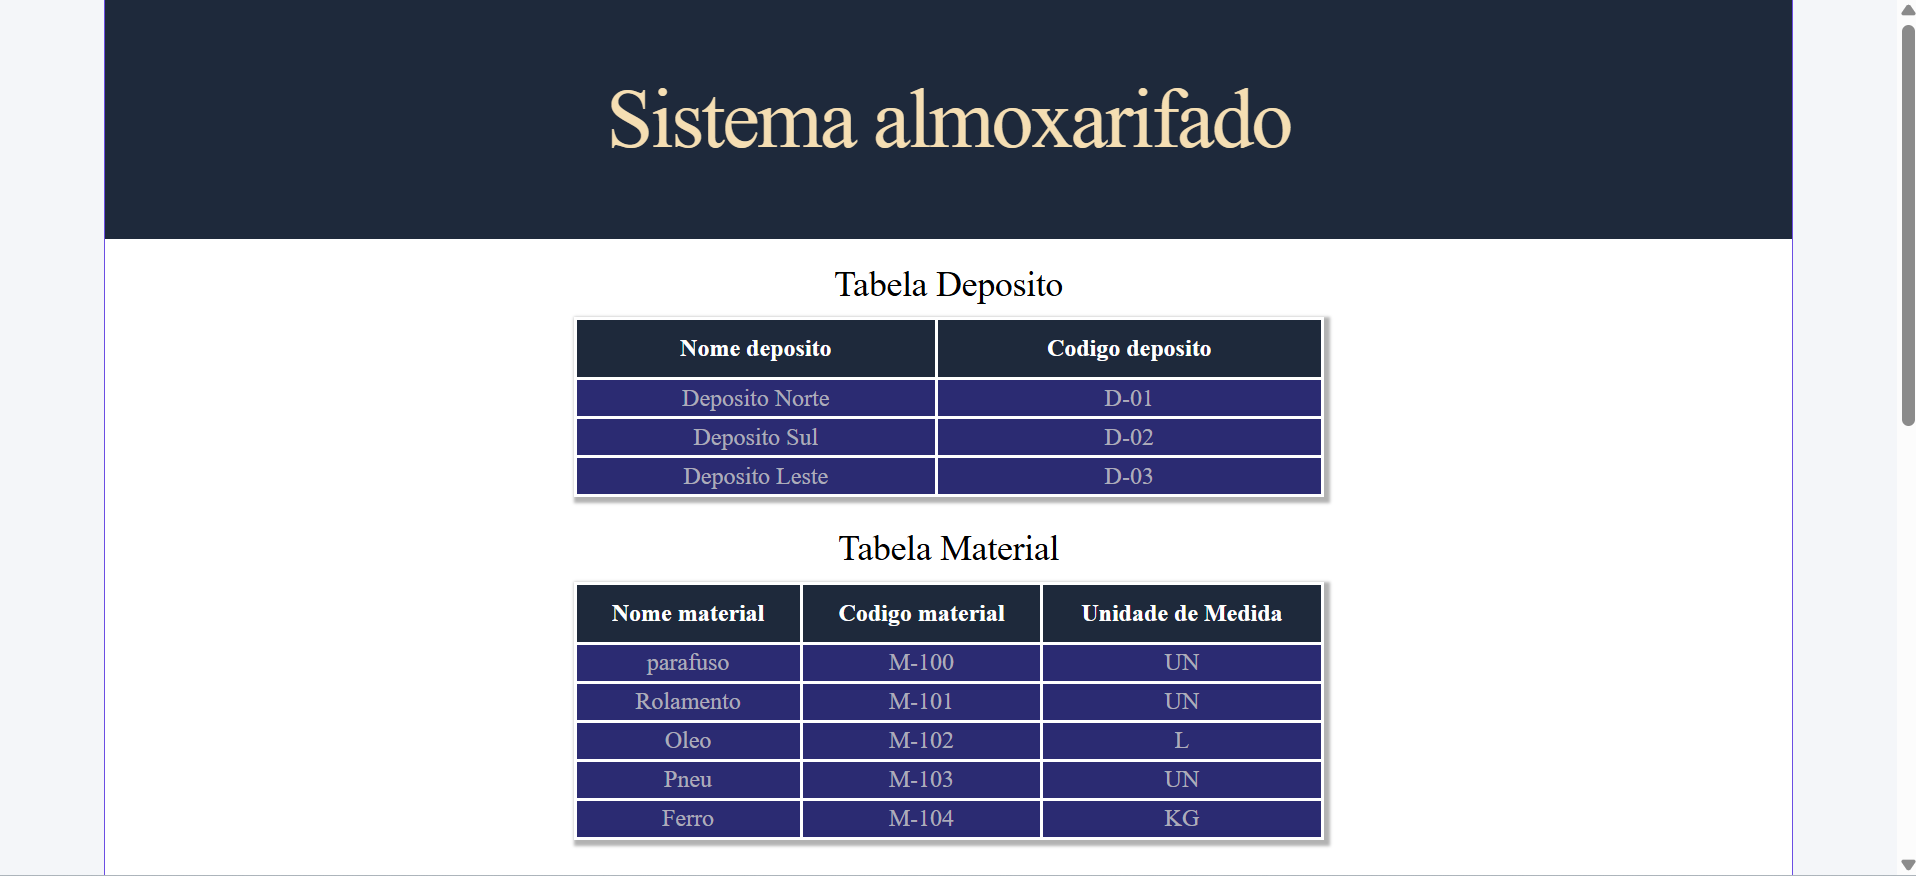 Sistema almoxarifado
Tabela Deposito
Nome deposito Codigo deposito
Deposito Norte D-01
Deposito Sul D-02
Deposito Leste D-03
Tabela Material
Nome material Codigo material Unidade de Medida
parafuso M-100 UN
Rolamento M-101 UN
Oleo M-102 L
Pneu M-103 UN
Ferro M-104 KG